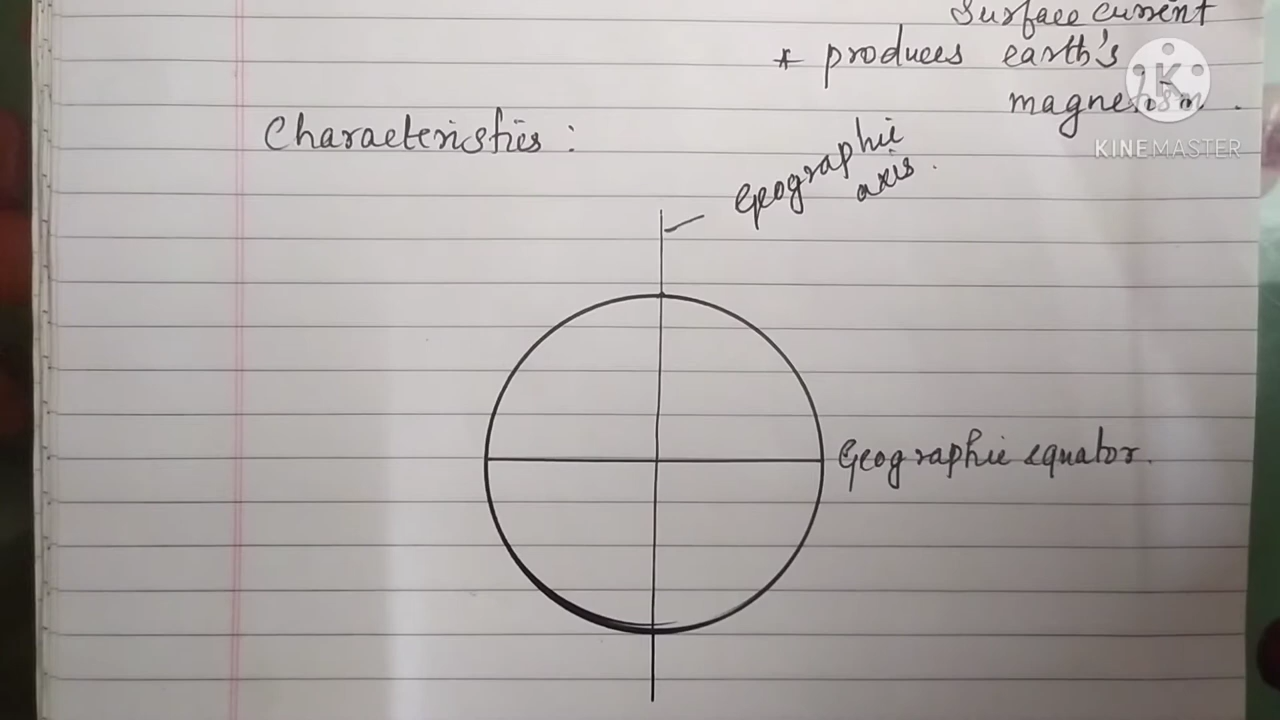 Surface current
* produces earth's
magnetism.
K
KINEMASTER
Characteristics:
Geographic
axis.
Geographic equator.